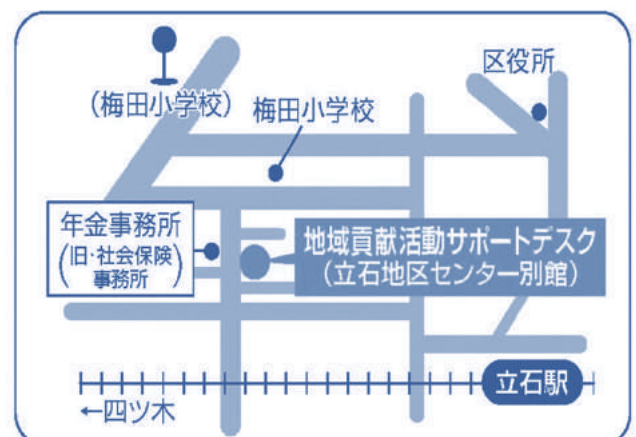 区役所
(梅田小学校)
梅田小学校
年金事務所
(旧・社会保険
事務所)
地域貢献活動サポートデスク
(立石地区センター別館)
立石駅
←四ツ木